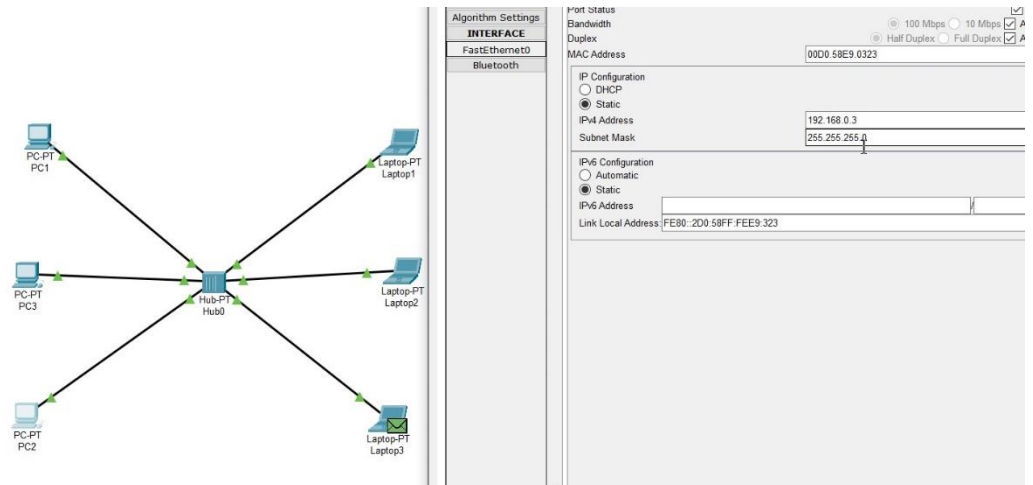 PC-PT
PC1
Laptop-PT
Laptop1
PC-PT
PC3
Hub-PT
Hub0
Laptop-PT
Laptop2
PC-PT
PC2
Laptop-PT
Laptop3
Algorithm Settings
INTERFACE
FastEthernet0
Bluetooth
Port Status
Bandwidth 100 Mbps 10 Mbps A
Duplex Half Duplex Full Duplex A
MAC Address 00D0.58E9.0323
IP Configuration
DHCP
Static
IPv4 Address 192.168.0.3
Subnet Mask 255.255.255.0
IPv6 Configuration
Automatic
Static
IPv6 Address /
Link Local Address: FE80::2D0:58FF:FEE9:323